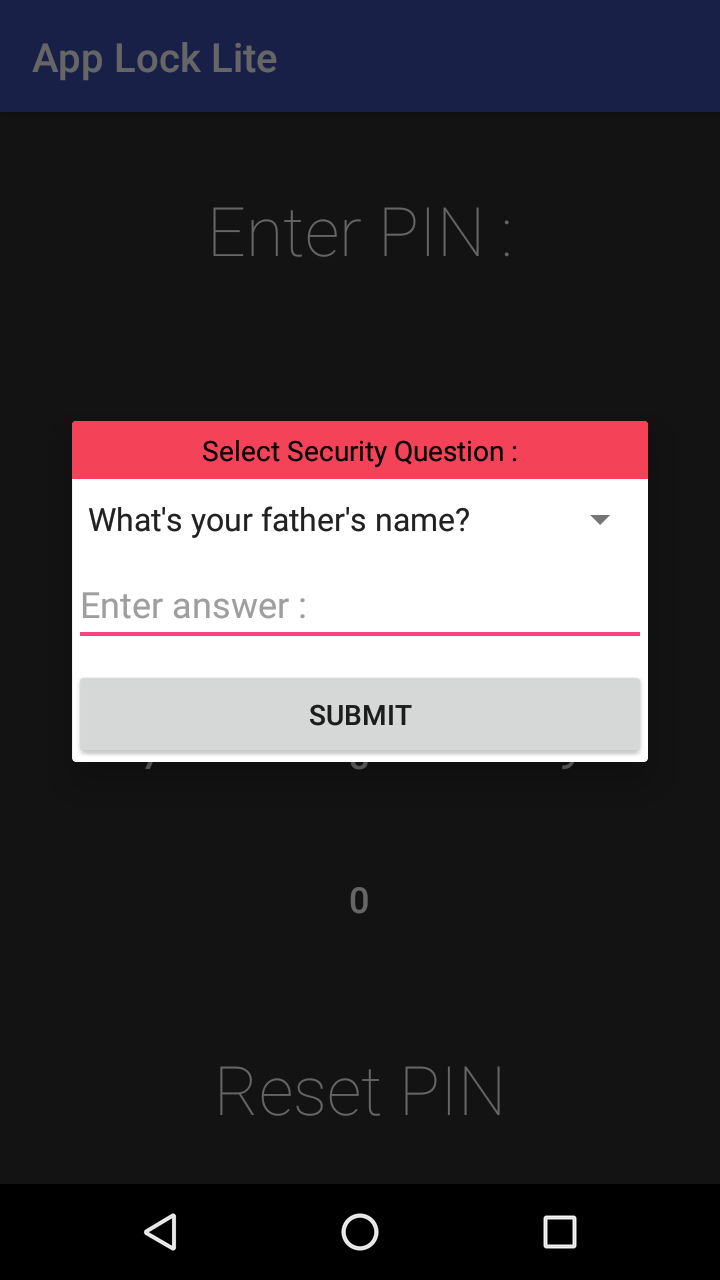 App Lock Lite
Enter PIN :
Select Security Question :
What's your father's name?
Enter answer :
SUBMIT
0
Reset PIN